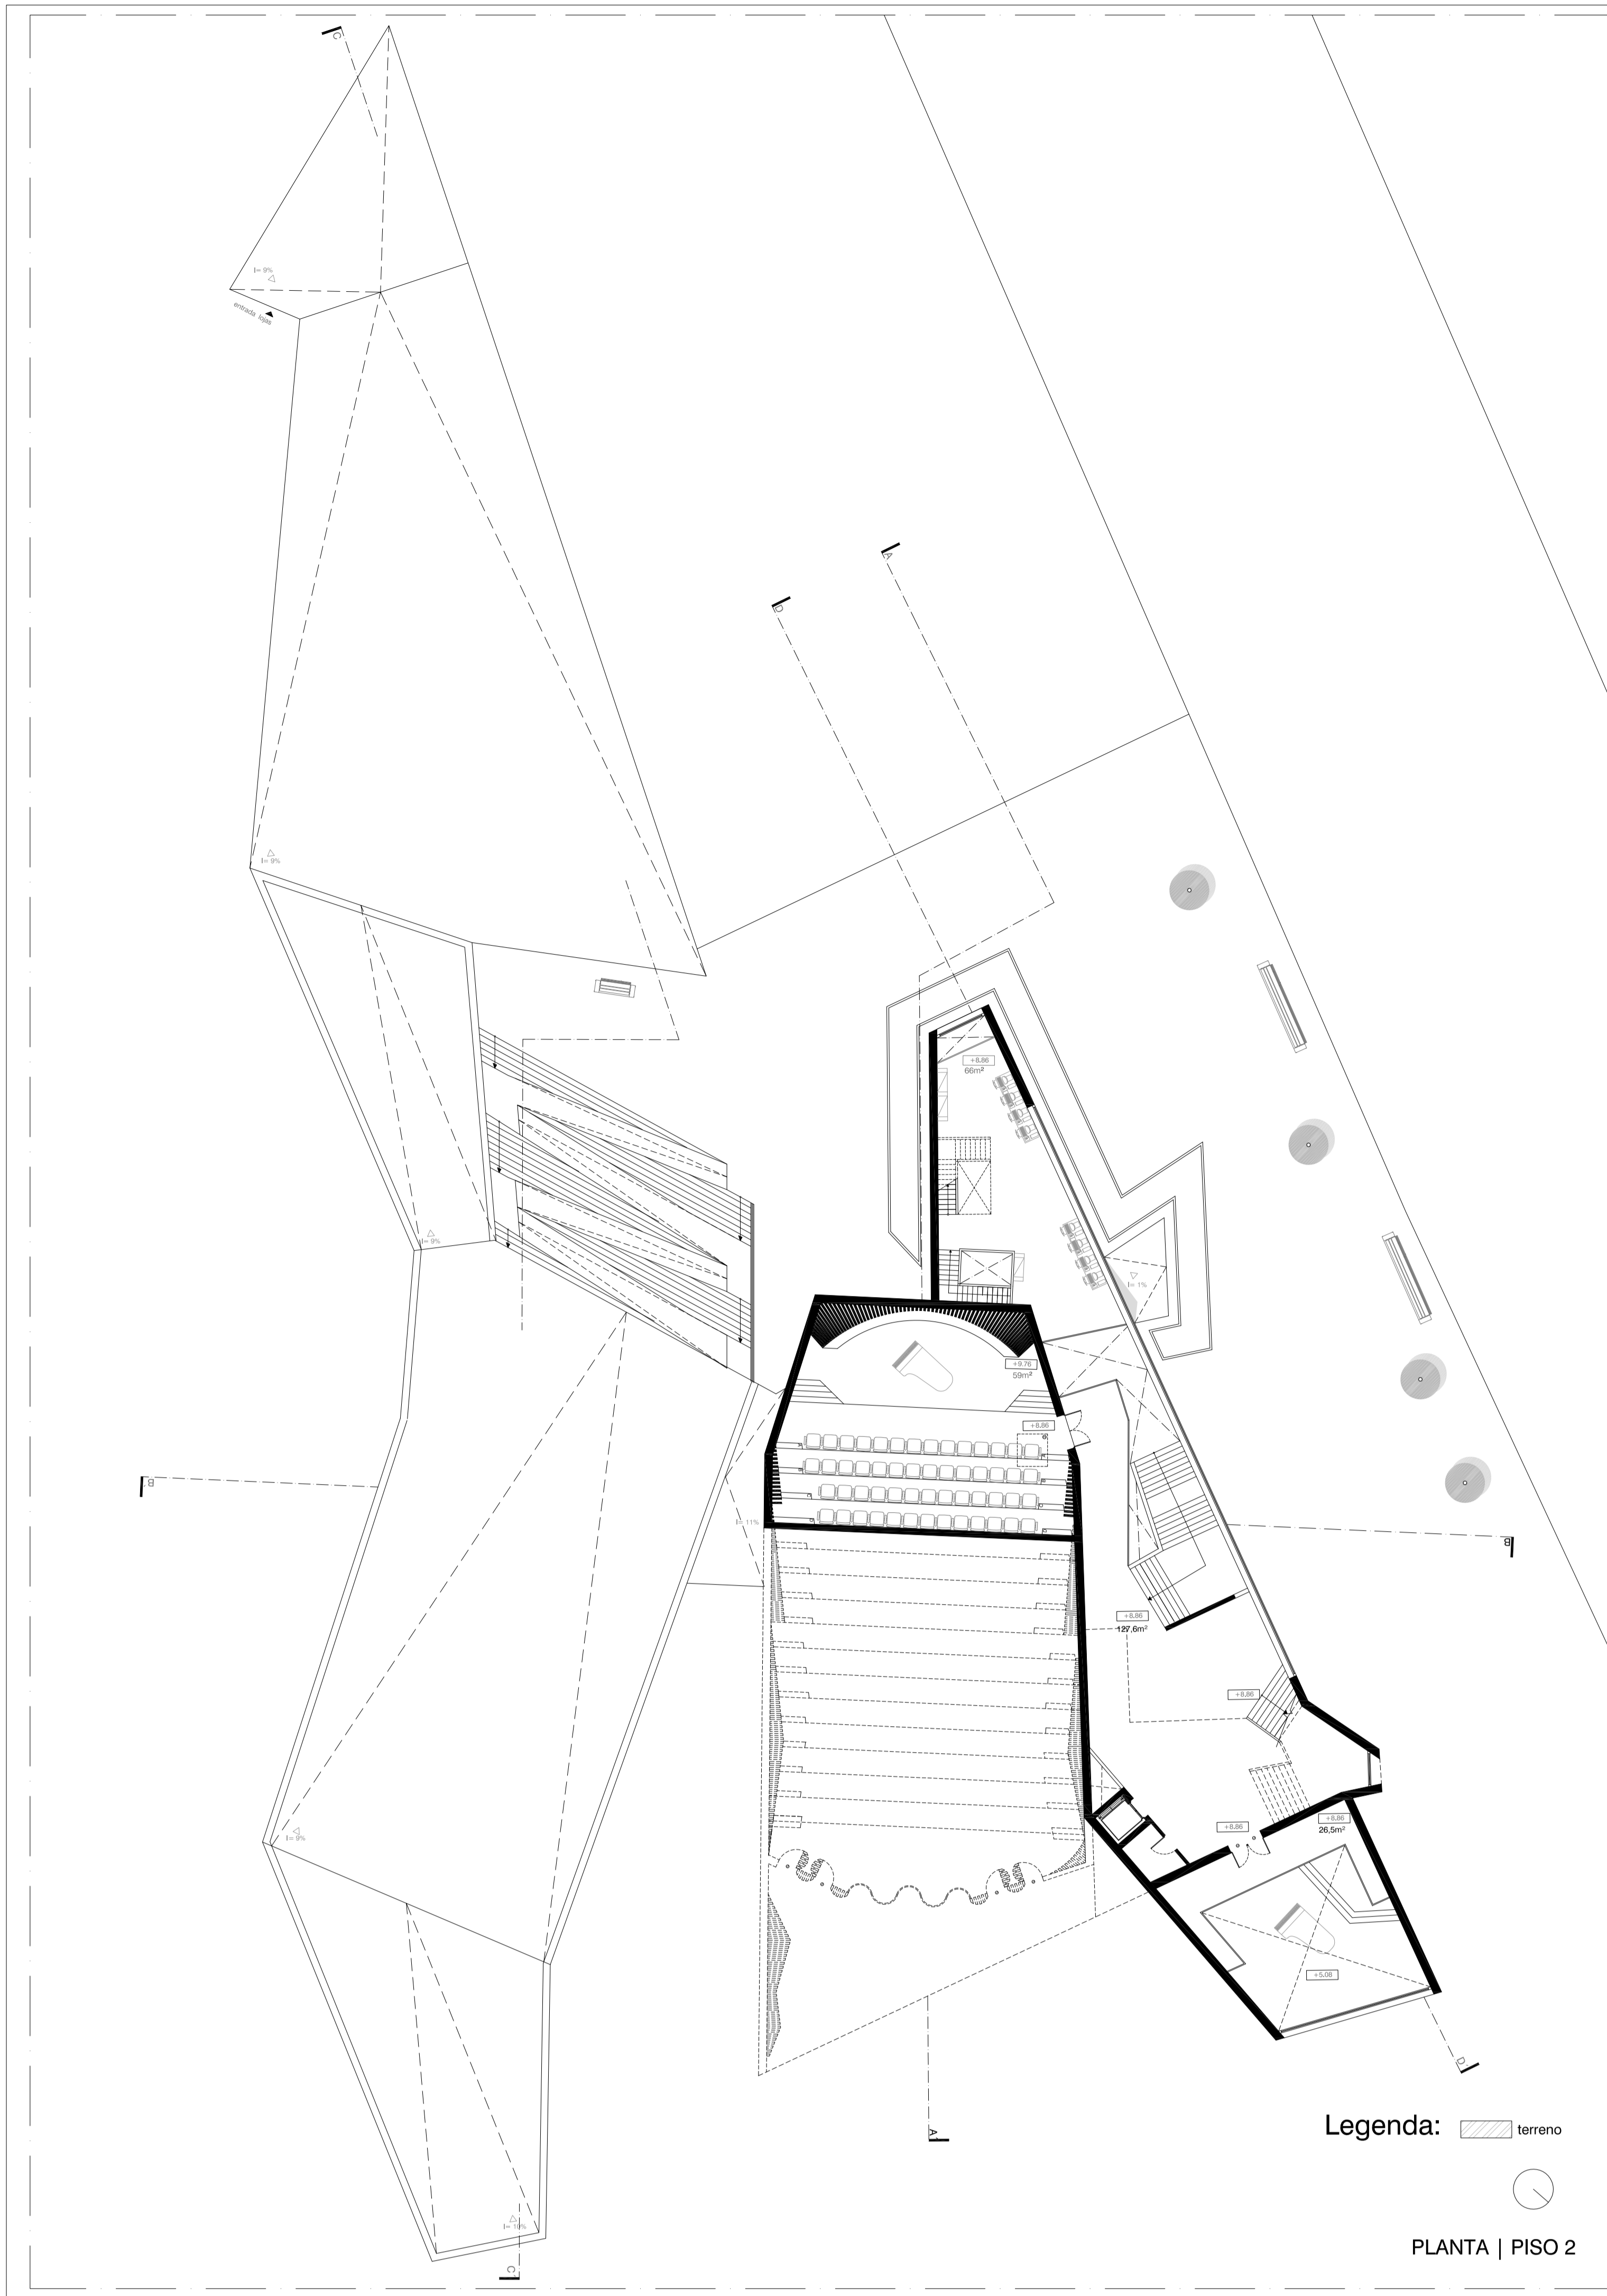 C
I= 9%
entrada lojas
A
D
I= 9%
+8.86
66m²
I= 9%
I= 1%
+9.76
59m²
+8.86
B
I= 11%
B
+8.86
127,6m²
+8,86
I= 9%
+8.86
+8.86
26,5m²
+5.08
D
A
Legenda:
terreno
I= 10%
PLANTA | PISO 2
C